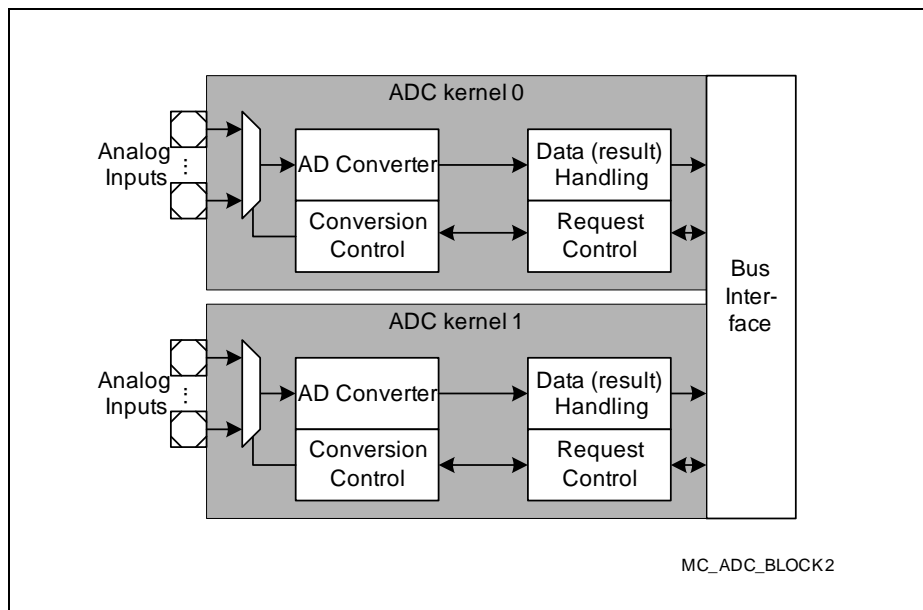 ADC kernel 0
Analog
Inputs
AD Converter
Conversion
Control
Data (result)
Handling
Request
Control
Bus
Inter-
face
ADC kernel 1
Analog
Inputs
AD Converter
Conversion
Control
Data (result)
Handling
Request
Control
MC_ADC_BLOCK2